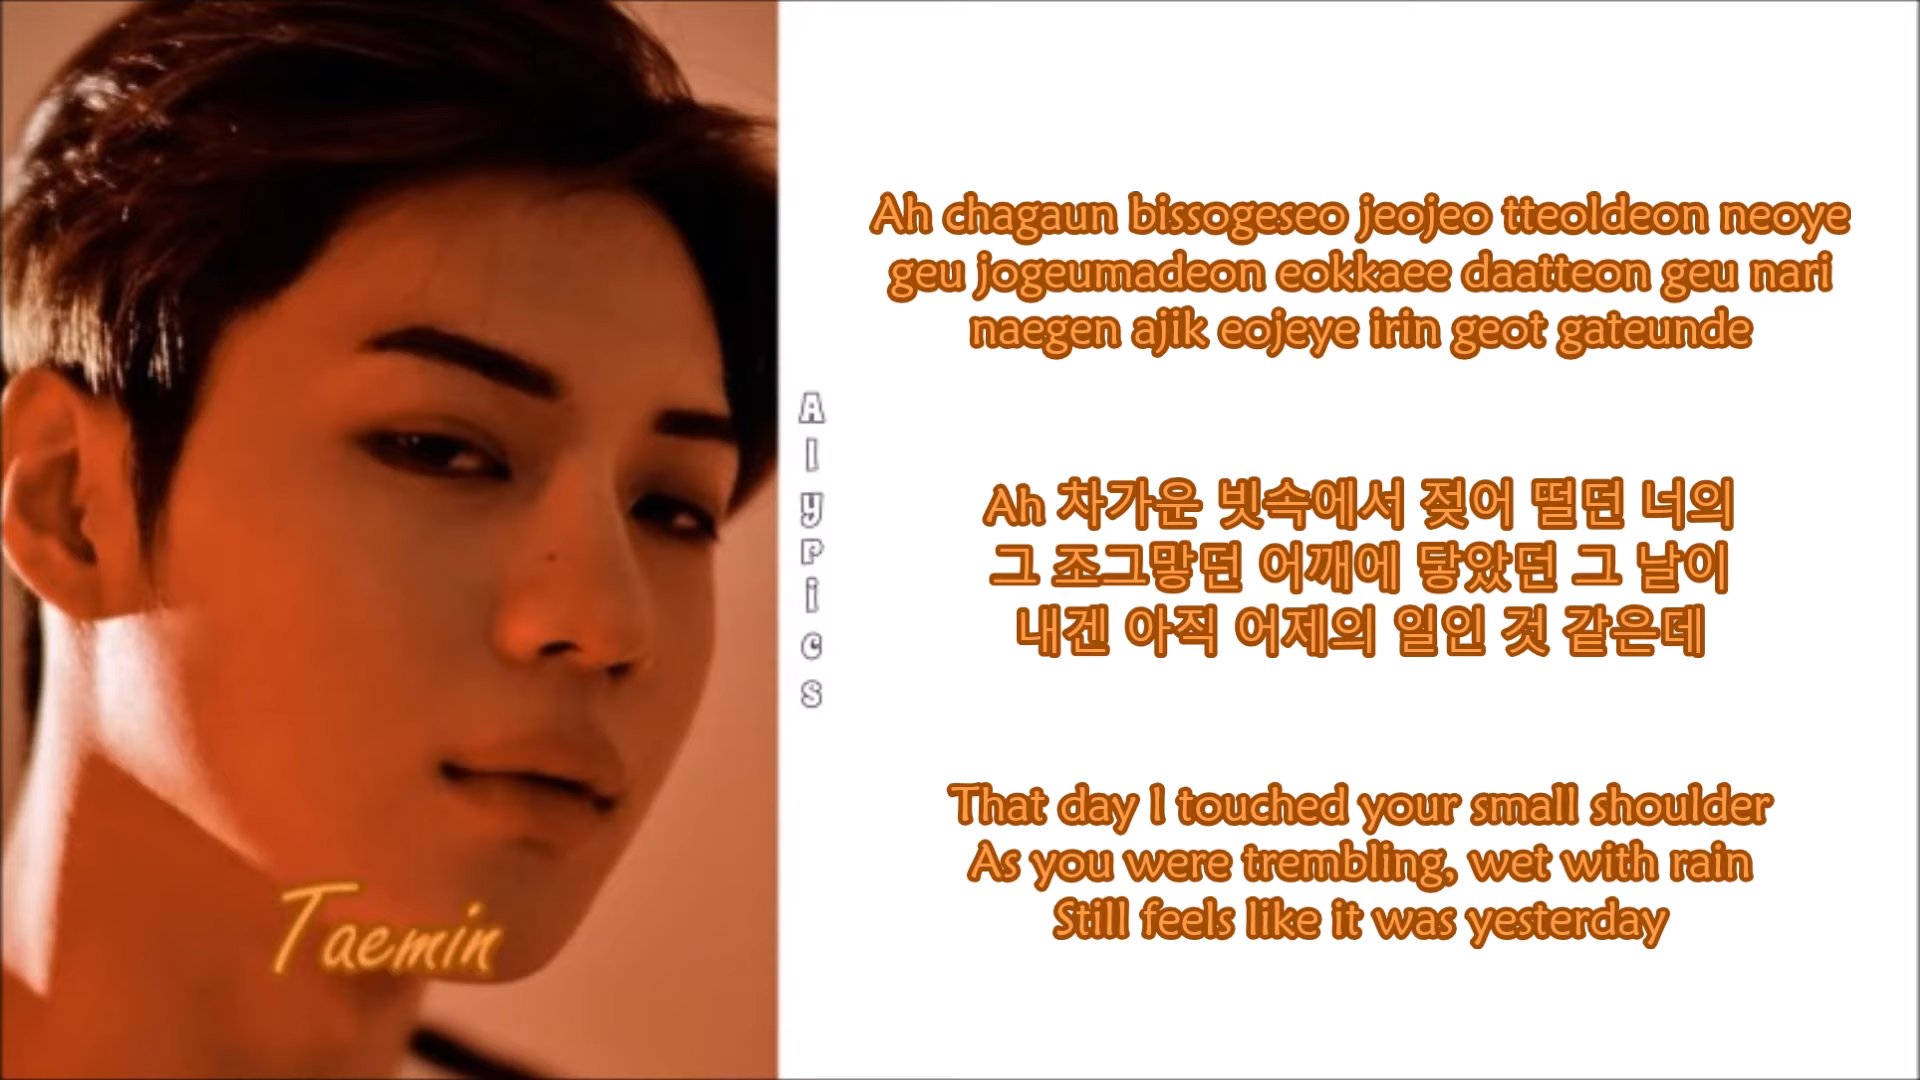 Taemin
AlyPics
Ah chagaun bissogeseo jeojeo tteoldeon neoye
geu jogeumadeon eokkaee daatteon geu nari
naegen ajik eojeye irin geot gateunde
Ah 차가운 빗속에서 젖어 떨던 너의
그 조그맣던 어깨에 닿았던 그 날이
내겐 아직 어제의 일인 것 같은데
That day I touched your small shoulder
As you were trembling, wet with rain
Still feels like it was yesterday